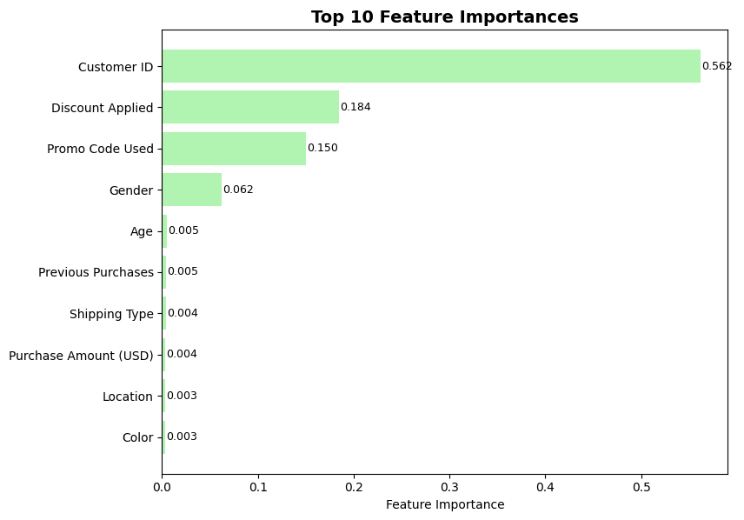 Top 10 Feature Importances
Customer ID 0.562
Discount Applied 0.184
Promo Code Used 0.150
Gender 0.062
Age 0.005
Previous Purchases 0.005
Shipping Type 0.004
Purchase Amount (USD) 0.004
Location 0.003
Color 0.003
0.0 0.1 0.2 0.3 0.4 0.5
Feature Importance